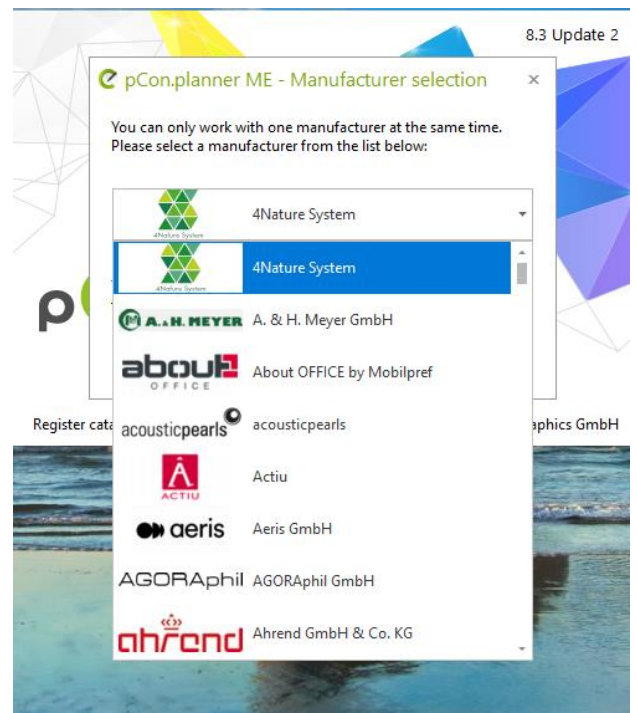 8.3 Update 2
pCon.planner ME - Manufacturer selection
You can only work with one manufacturer at the same time.
Please select a manufacturer from the list below:
4Nature System
4Nature System
4Nature System
4Nature System
A. & H. MEYER
A. & H. Meyer GmbH
about
OFFICE
About OFFICE by Mobilpref
p
acousticpearls
acousticpearls
Register cata
aphics GmbH
ACTIU
Actiu
aeris
Aeris GmbH
AGORAphil
AGORAphil GmbH
ahrend
Ahrend GmbH & Co. KG